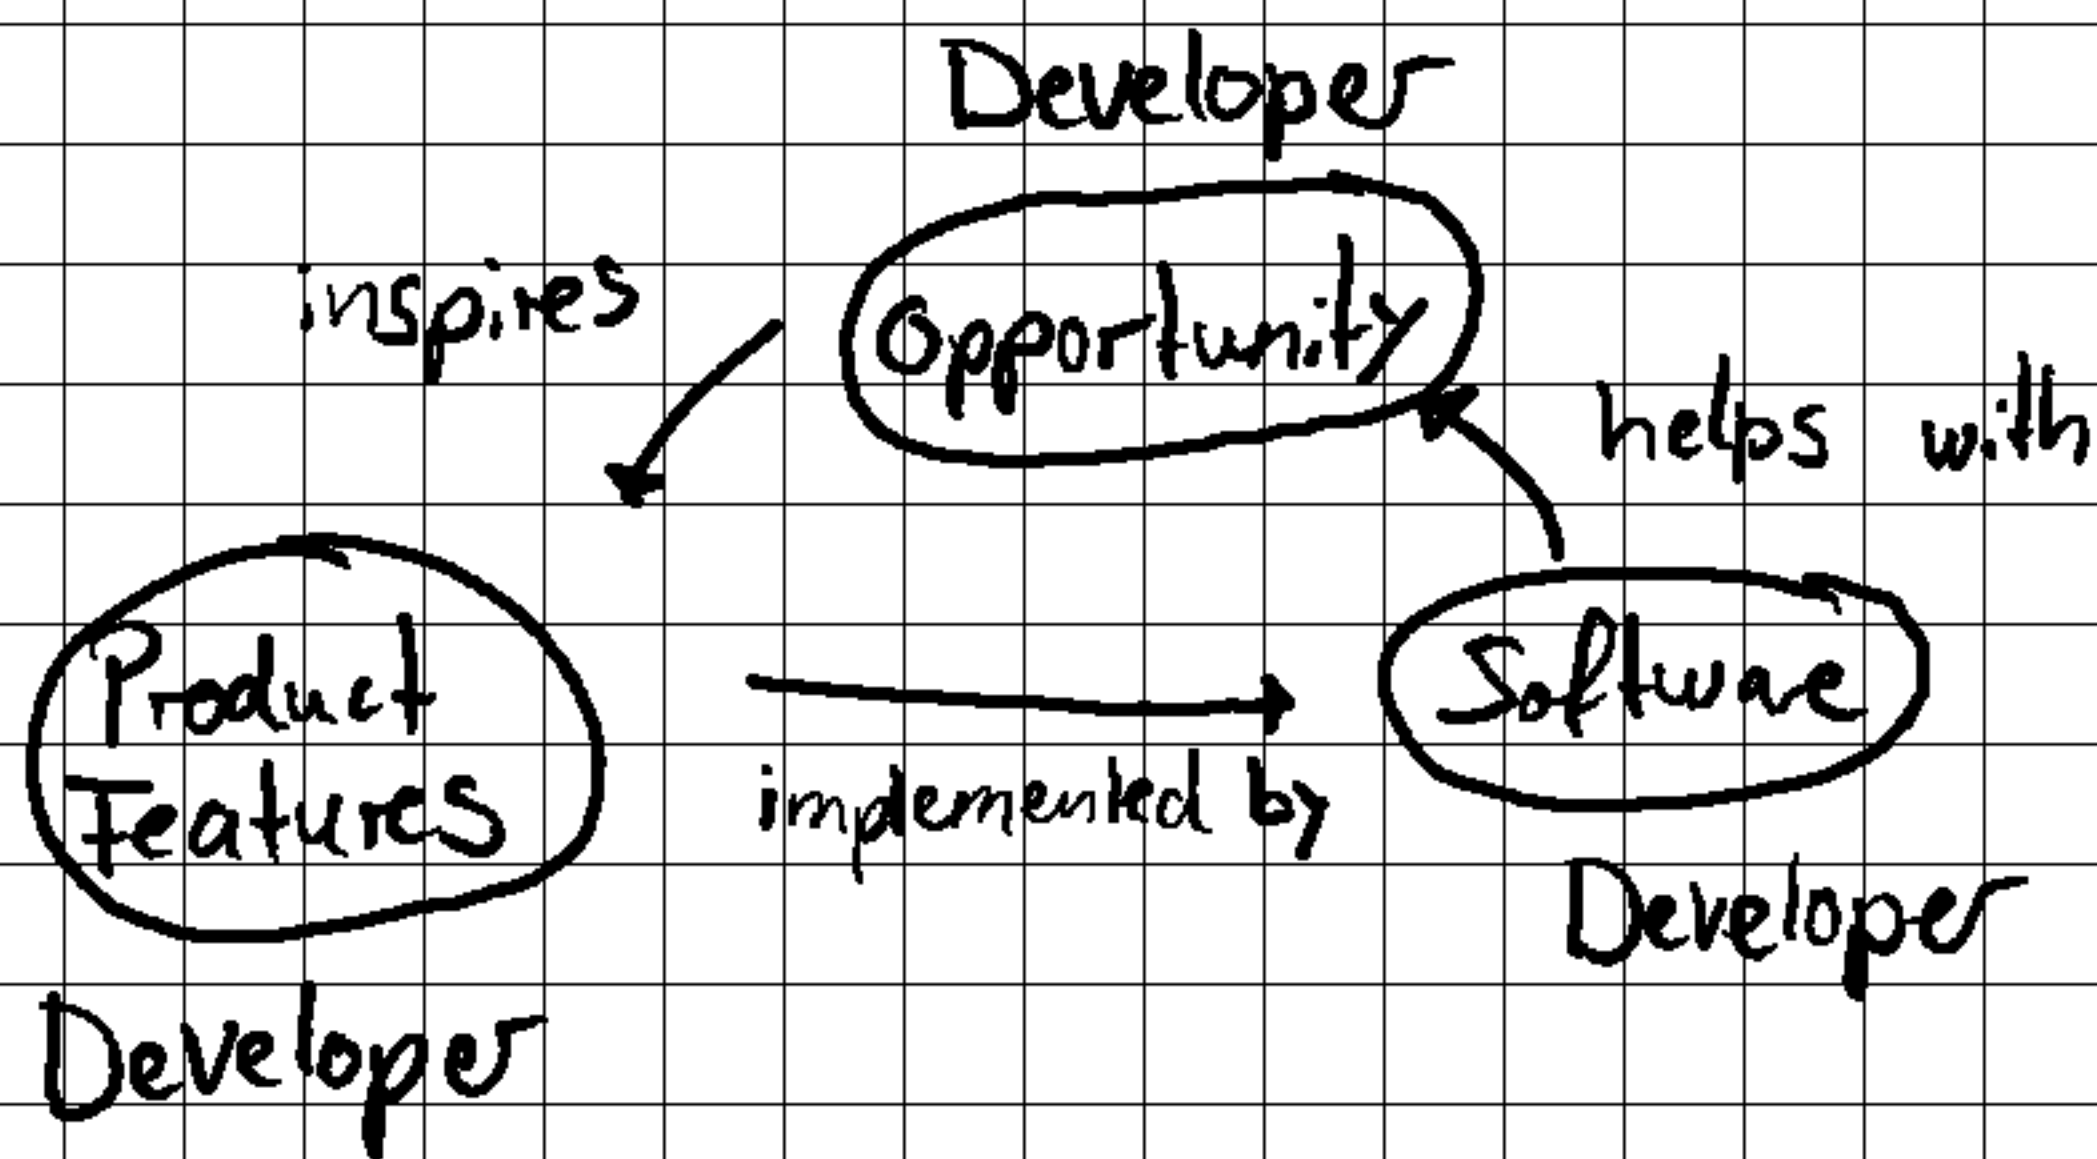 Developer
Opportunity
inspires
helps with
Product
Features
Software
implemented by
Developer
Developer